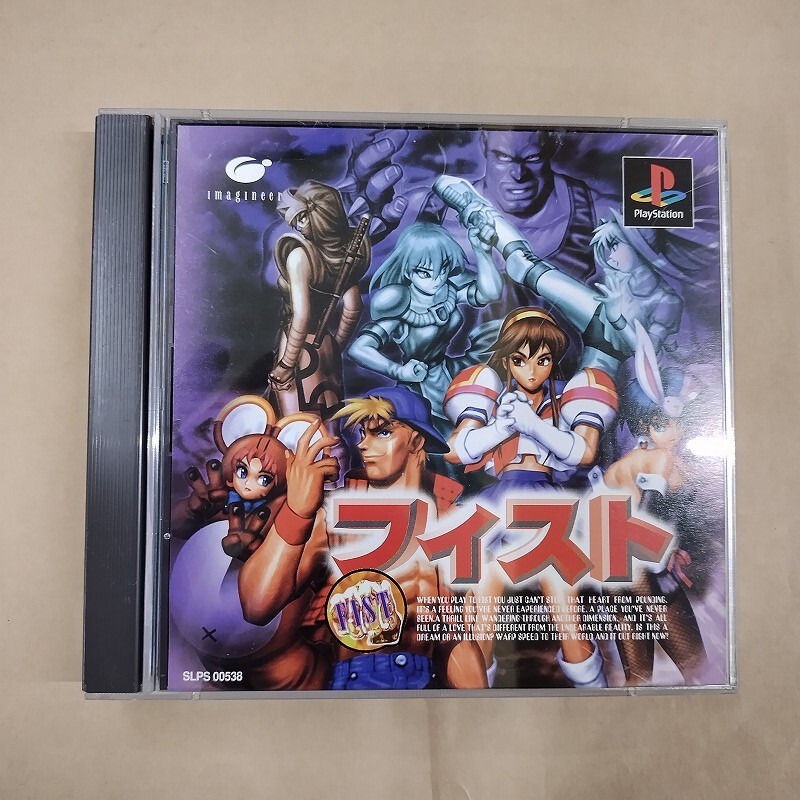 imagineer
PlayStation
フィスト
FIST
WHEN YOU PLAY TO FIST YOU JUST CAN'T STOP THAT HEART FROM POUNDING.
IT'S A FEELING YOU'RE NEVER EXPERIENCED BEFORE, A PLACE YOU'VE NEVER
SEEN.A THRILL LIKE WANDERING THROUGH ANOTHER DIMENSION, AND IT'S ALL
FULL OF A LOVE THAT'S DIFFERENT FROM THE UNBEARABLE REALITY. IS THIS A
DREAM OR AN ILLUSION? WARP SPEED TO THEIR WORLD AND IT OUT RIGHT NOW!
SLPS 00538